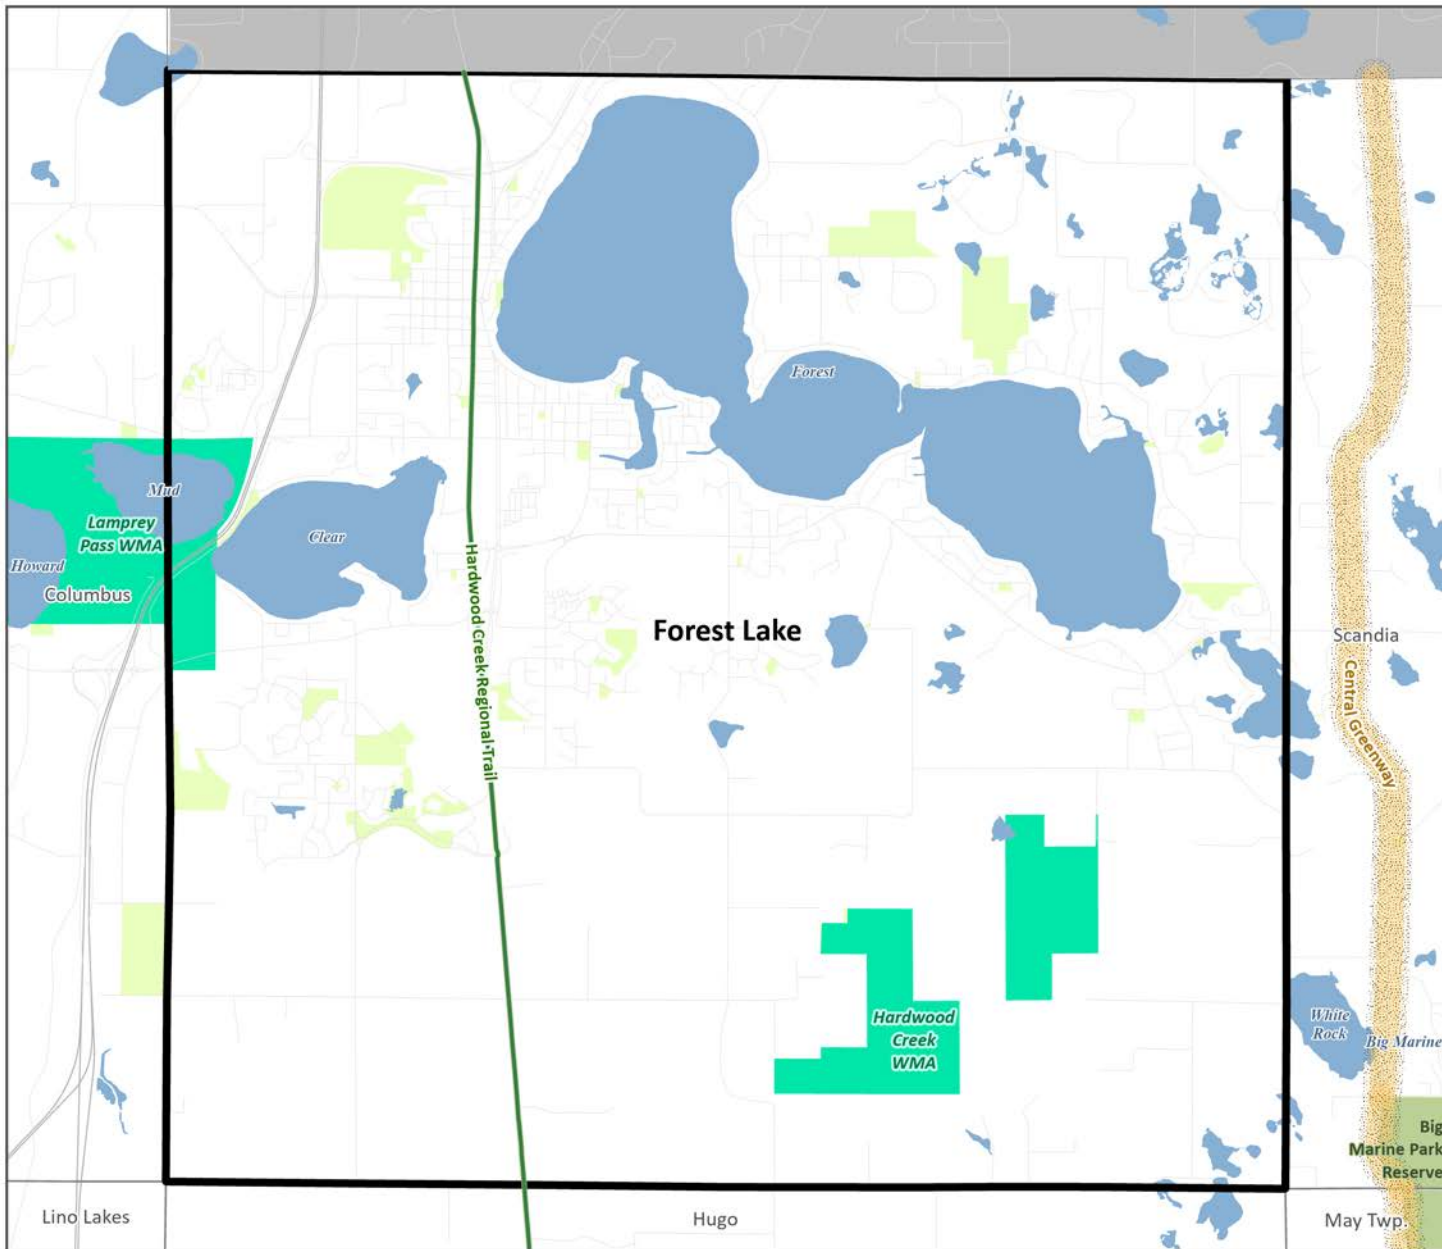 Forest
Mud
Lamprey
Pass WMA
Clear
Howard
Columbus
Hardwood Creek Regional Trail
Forest Lake
Scandia
Central Greenway
Hardwood
Creek
WMA
White
Rock
Big Marine
Big
Marine Park
Reserve
Lino Lakes
Hugo
May Twp.